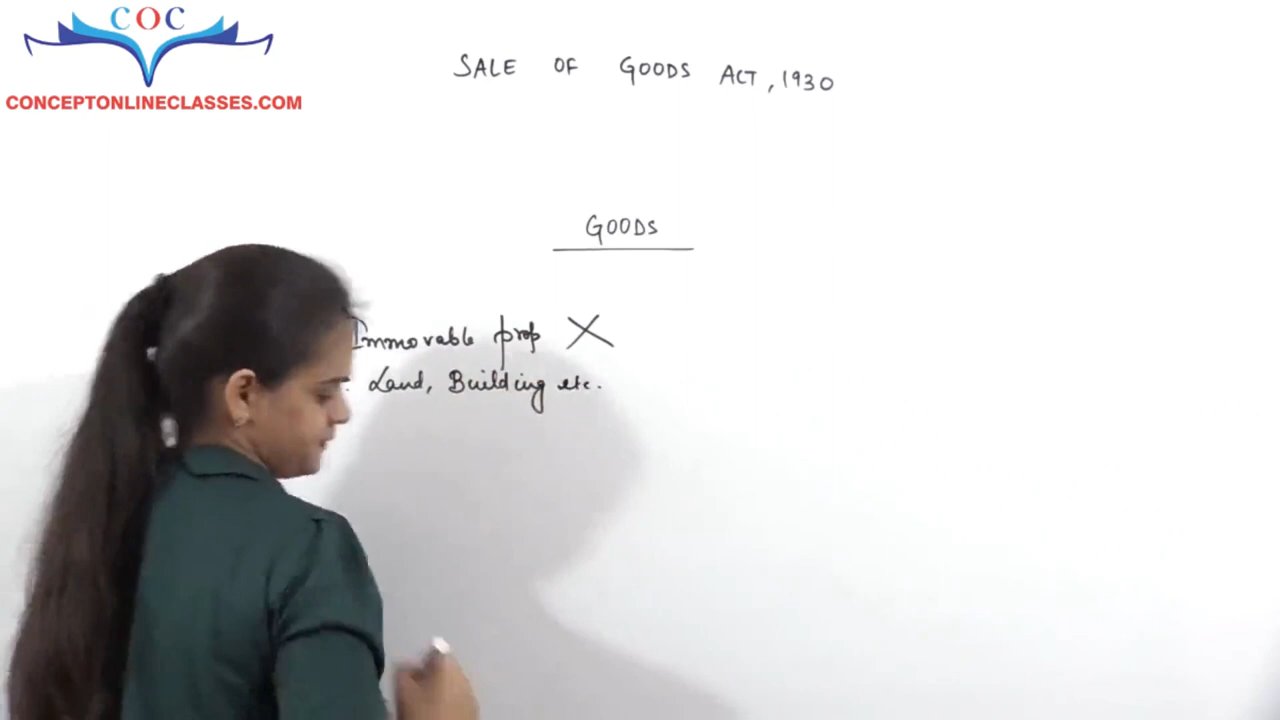 COC
CONCEPTONLINECLASSES.COM
SALE OF GOODS ACT, 1930
GOODS
Immovable prop X
Land, Building etc.